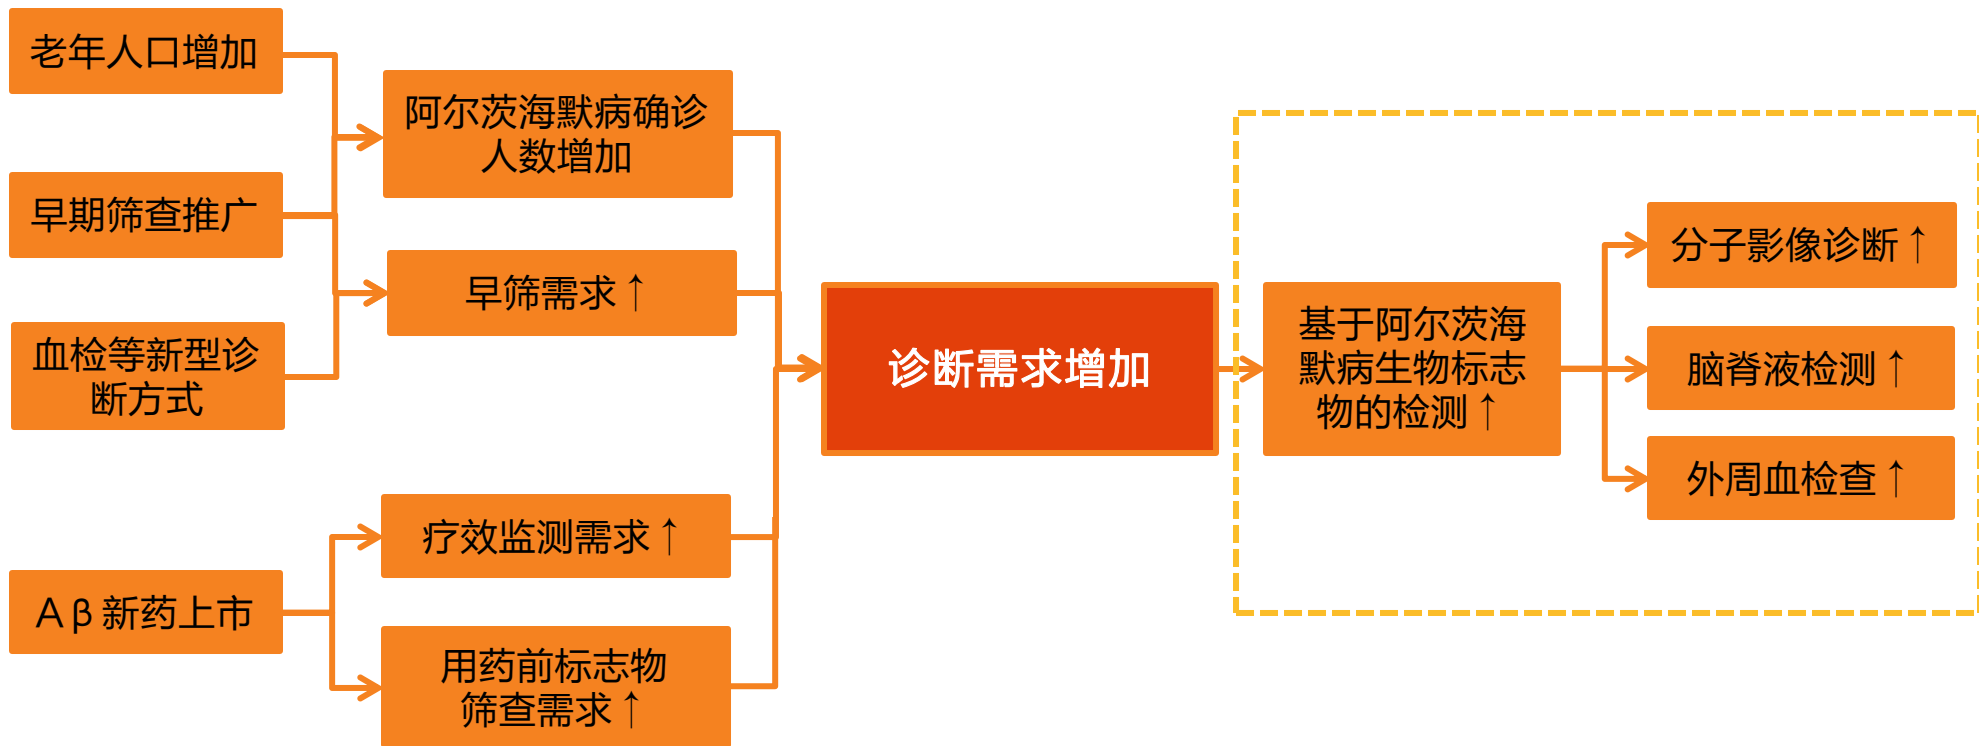 老年人口增加
早期筛查推广
血检等新型诊
断方式
Aβ新药上市
阿尔茨海默病确诊
人数增加
早筛需求↑
疗效监测需求↑
用药前标志物
筛查需求↑
诊断需求增加
基于阿尔茨海
默病生物标志
物的检测↑
分子影像诊断↑
脑脊液检测↑
外周血检查↑